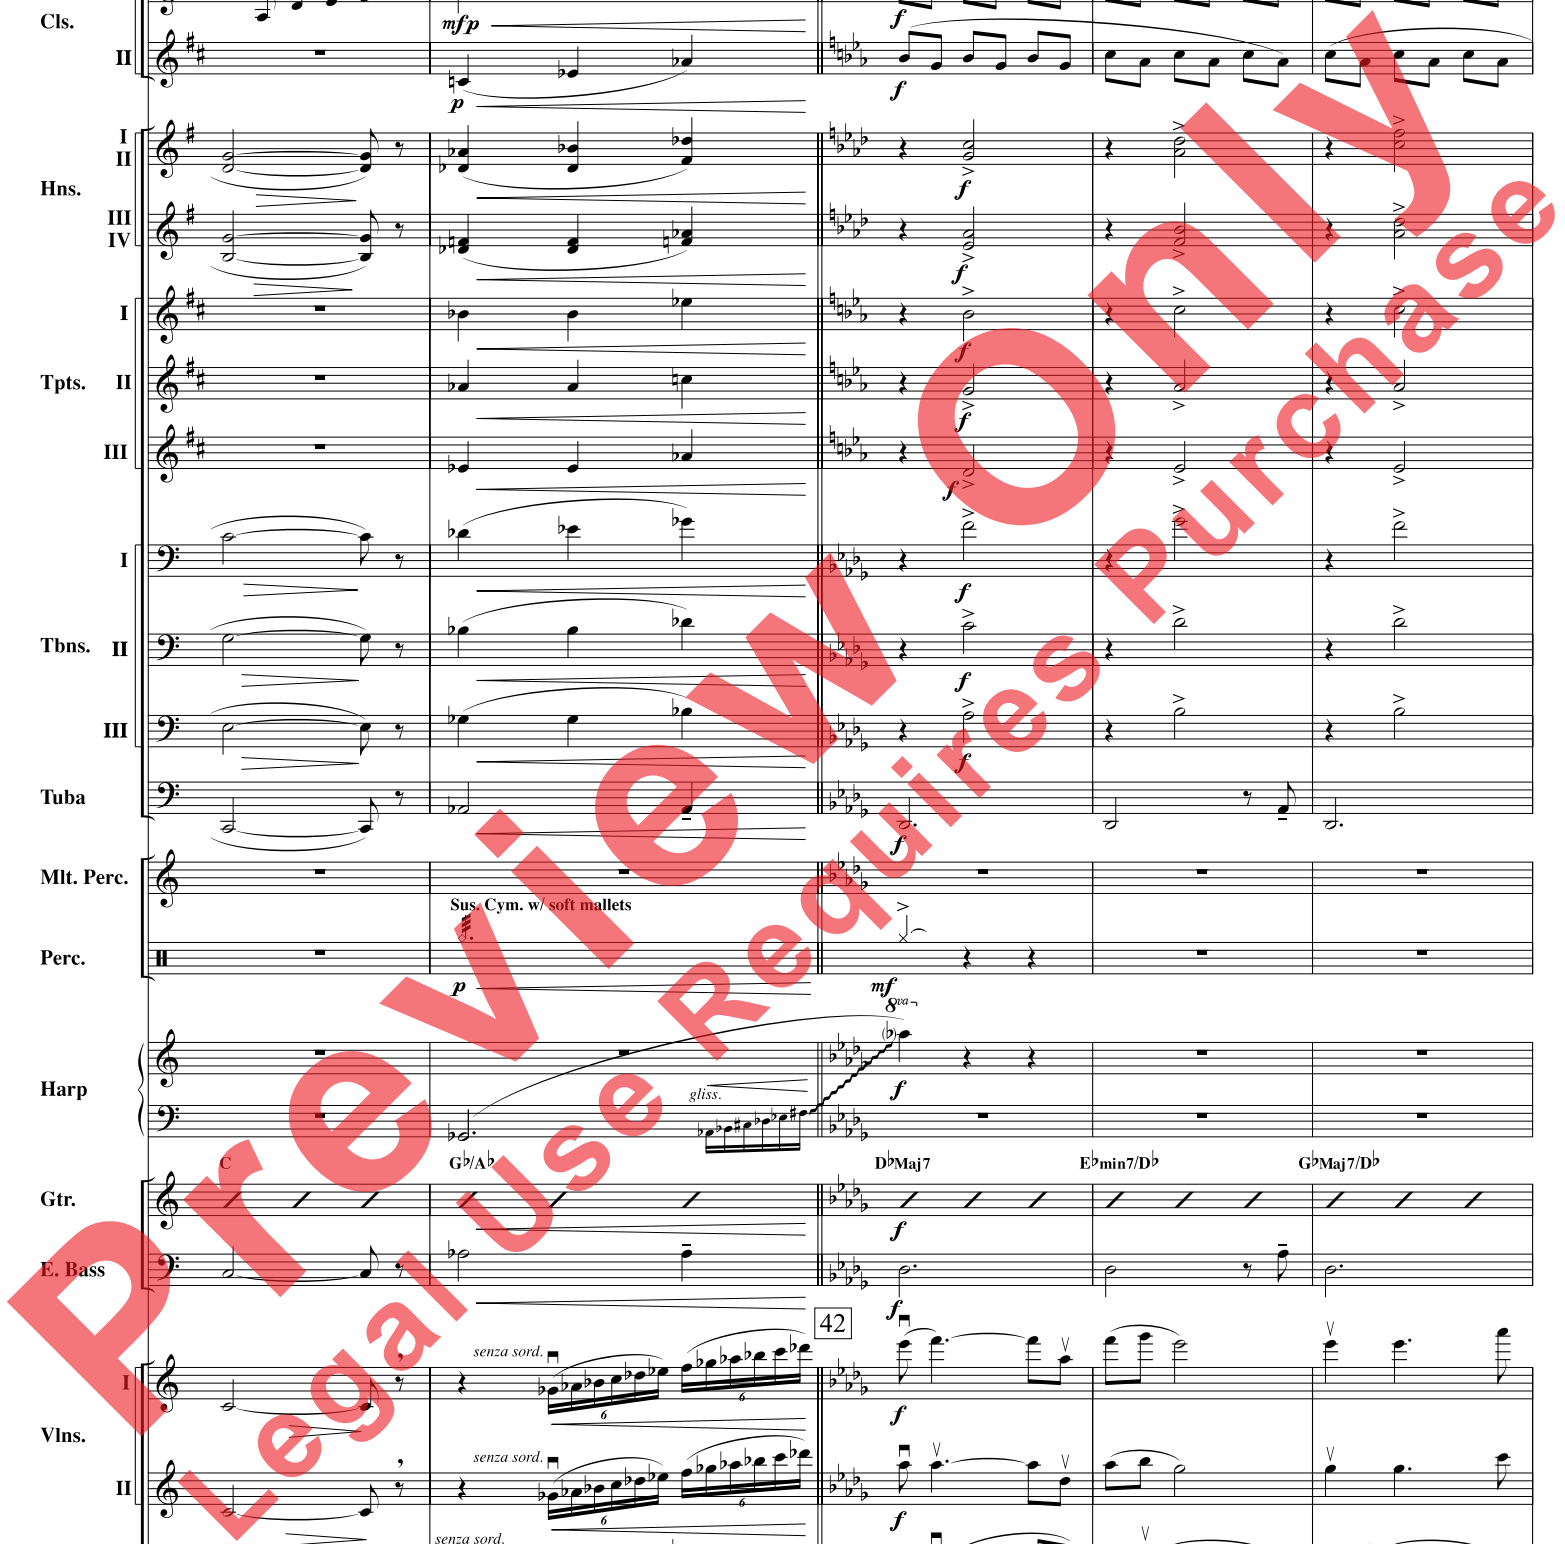 Cls.
mfp
f
II
p
f
I
II
Hns.
f
III
IV
f
I
f
Tpts. II
f
III
f
I
f
Tbns. II
f
III
f
Tuba
f
Mlt. Perc.
Sus. Cym. w/ soft mallets
Perc.
p
mf
8va
Harp
gliss.
f
C
G♭/A♭
D♭Maj7
E♭min7/D♭
G♭Maj7/D♭
Gtr.
f
E. Bass
f
42
senza sord.
I
6
6
f
Vlns.
senza sord.
II
6
6
f
senza sord.
Preview Only
Legal Use Requires Purchase